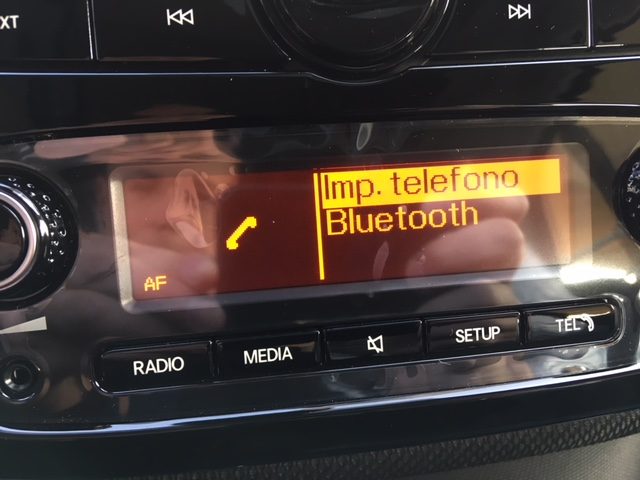 XT
Imp. telefono
Bluetooth
AF
RADIO
MEDIA
SETUP
TEL